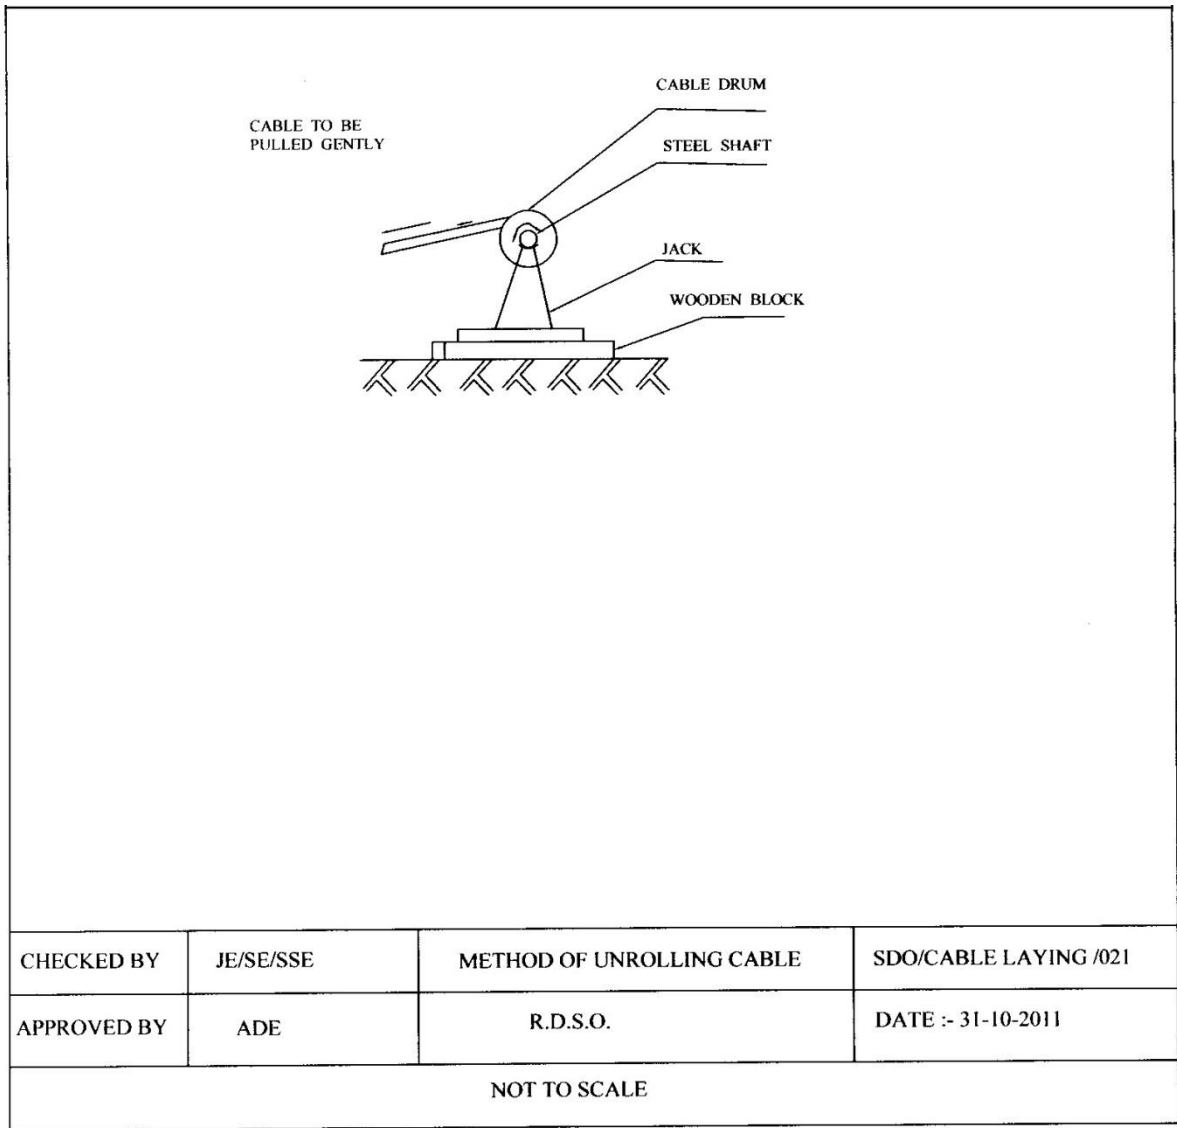 CABLE DRUM
CABLE TO BE
PULLED GENTLY
STEEL SHAFT
JACK
WOODEN BLOCK
CHECKED BY JE/SE/SSE METHOD OF UNROLLING CABLE SDO/CABLE LAYING /021
APPROVED BY ADE R.D.S.O. DATE :- 31-10-2011
NOT TO SCALE